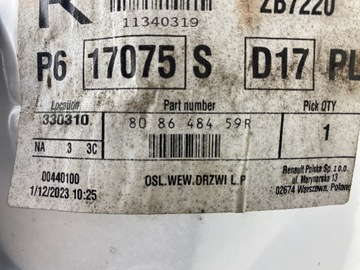 R ZB7220
11340319
P6 17075 S D17 PL
Location Part number Pick QTY
330310 80 86 484 59R 1
NA 3 3C
00440100
1/12/2023 10:25
OSL.WEW.DRZWI L.P
Renault Polska Sp. z o.o.
ul. Marynarska 13
02674 Warszawa, Poland